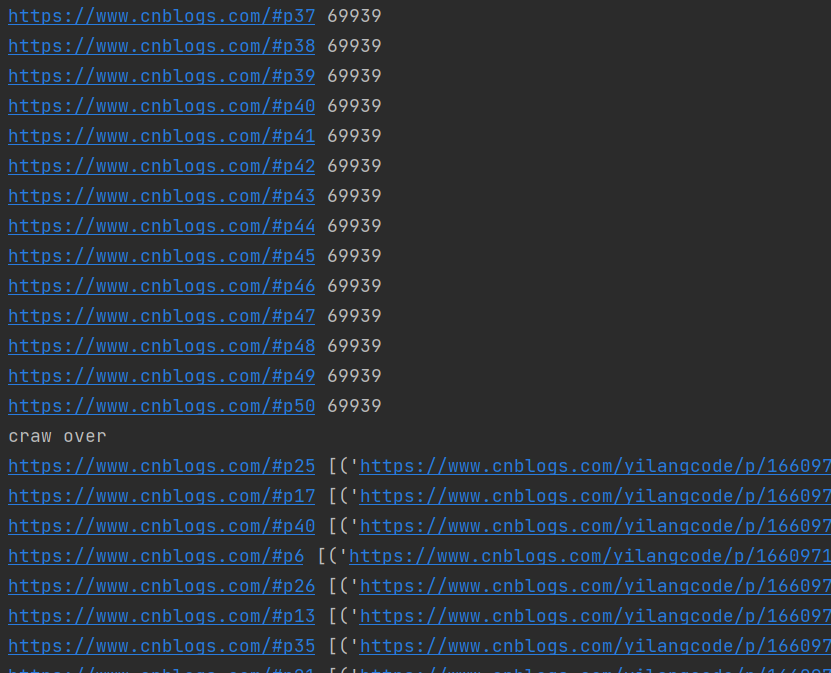 https://www.cnblogs.com/#p37 69939
https://www.cnblogs.com/#p38 69939
https://www.cnblogs.com/#p39 69939
https://www.cnblogs.com/#p40 69939
https://www.cnblogs.com/#p41 69939
https://www.cnblogs.com/#p42 69939
https://www.cnblogs.com/#p43 69939
https://www.cnblogs.com/#p44 69939
https://www.cnblogs.com/#p45 69939
https://www.cnblogs.com/#p46 69939
https://www.cnblogs.com/#p47 69939
https://www.cnblogs.com/#p48 69939
https://www.cnblogs.com/#p49 69939
https://www.cnblogs.com/#p50 69939
craw over
https://www.cnblogs.com/#p25 [('https://www.cnblogs.com/yilangcode/p/166097
https://www.cnblogs.com/#p17 [('https://www.cnblogs.com/yilangcode/p/166097
https://www.cnblogs.com/#p40 [('https://www.cnblogs.com/yilangcode/p/166097
https://www.cnblogs.com/#p6 [('https://www.cnblogs.com/yilangcode/p/1660971
https://www.cnblogs.com/#p26 [('https://www.cnblogs.com/yilangcode/p/166097
https://www.cnblogs.com/#p13 [('https://www.cnblogs.com/yilangcode/p/166097
https://www.cnblogs.com/#p35 [('https://www.cnblogs.com/yilangcode/p/166097